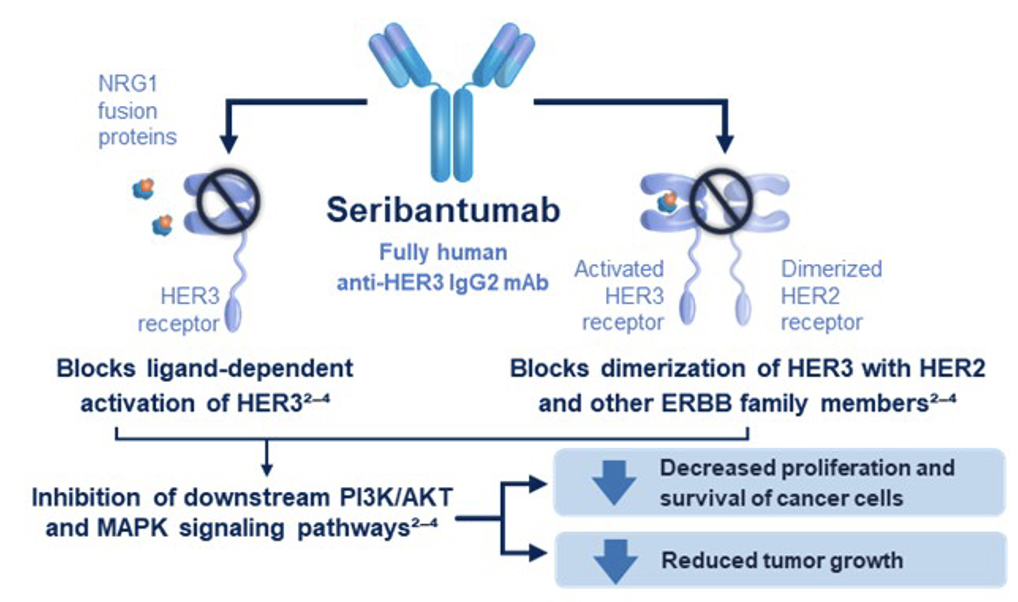 NRG1
fusion
proteins
Seribantumab
Fully human
anti-HER3 IgG2 mAb
HER3
receptor
Activated
HER3
receptor
Dimerized
HER2
receptor
Blocks ligand-dependent
activation of HER3²⁻⁴
Blocks dimerization of HER3 with HER2
and other ERBB family members²⁻⁴
Inhibition of downstream PI3K/AKT
and MAPK signaling pathways²⁻⁴
Decreased proliferation and
survival of cancer cells
Reduced tumor growth